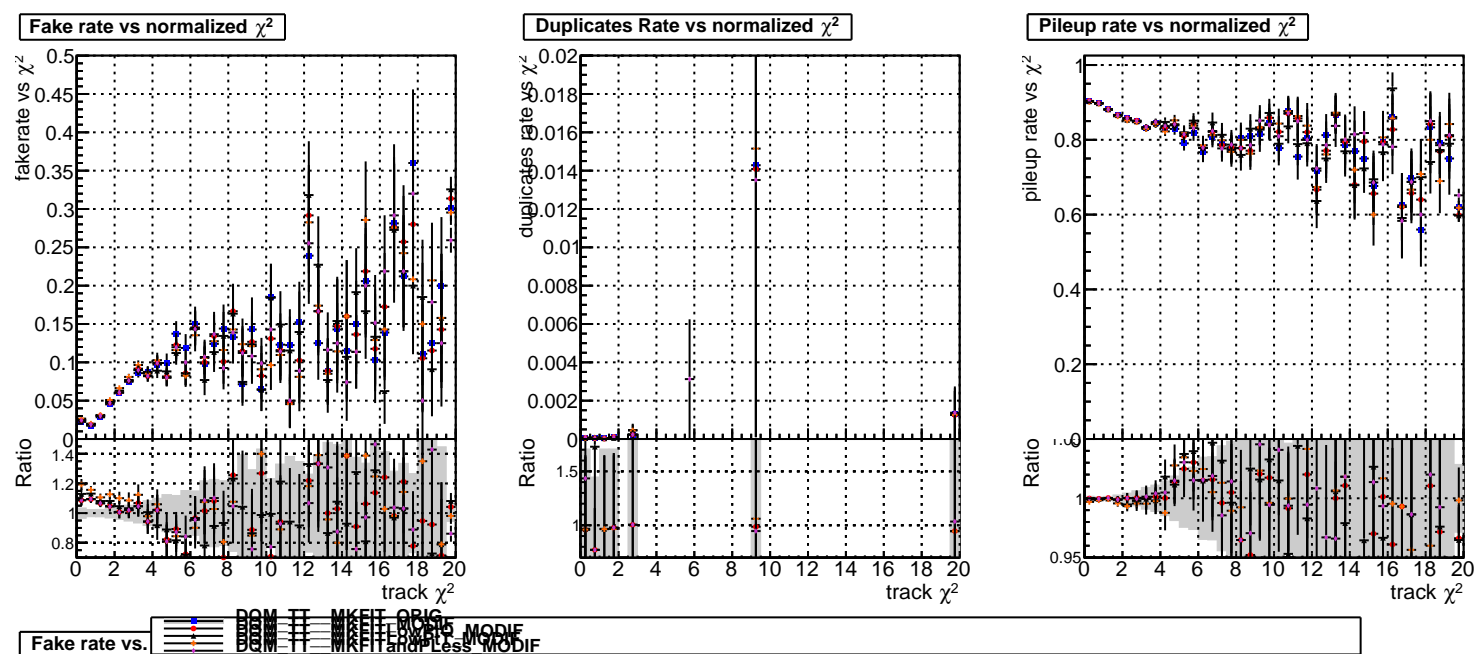 Fake rate vs normalized χ²
Duplicates Rate vs normalized χ²
Pileup rate vs normalized χ²
fakerate vs χ²
0.5
0.45
0.4
0.35
0.3
0.25
0.2
0.15
0.1
0.05
0
Ratio
1.4
1.2
1
0.8
0 2 4 6 8 10 12 14 16 18 20
track χ²
duplicates rate vs χ²
0.02
0.018
0.016
0.014
0.012
0.01
0.008
0.006
0.004
0.002
0
Ratio
1.5
1
0 2 4 6 8 10 12 14 16 18 20
track χ²
pileup rate vs χ²
1
0.8
0.6
0.4
0.2
Ratio
1
0.95
0 2 4 6 8 10 12 14 16 18 20
track χ²
Fake rate vs.
DQM_TT_MKFIT_ORIG
DQM_TT_MKFITandPLess_MODIF